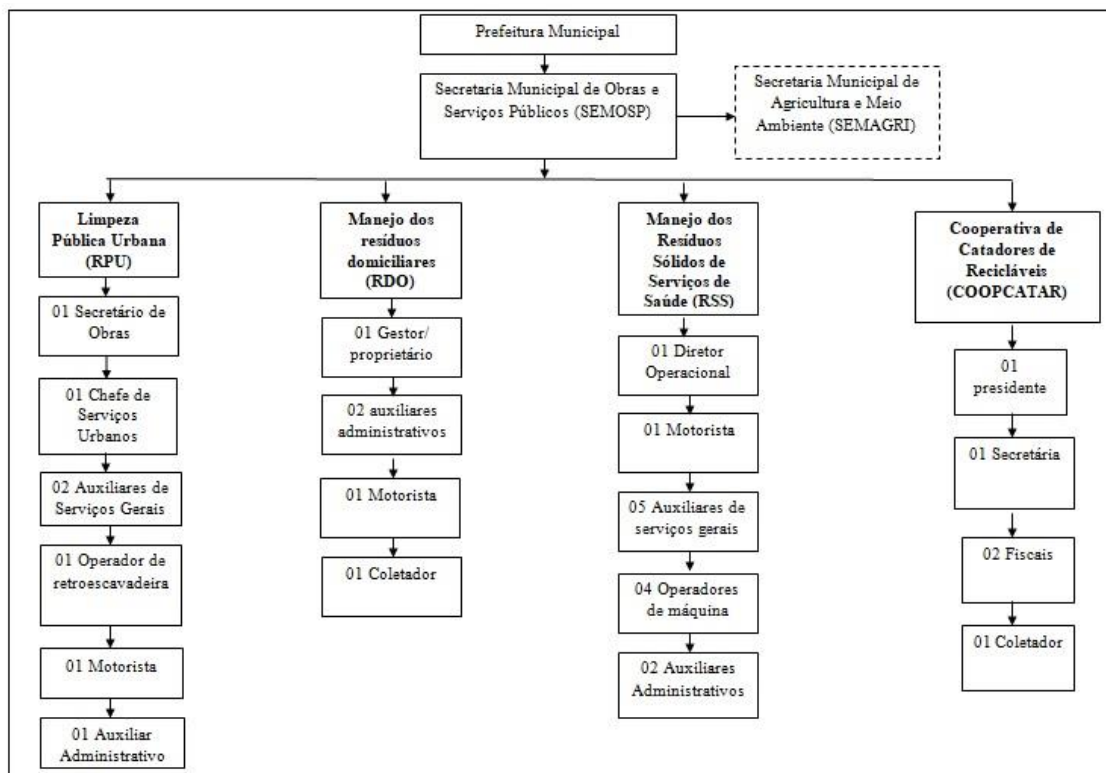 Prefeitura Municipal
Secretaria Municipal de Obras e
Serviços Públicos (SEMOSP)
Secretaria Municipal de
Agricultura e Meio
Ambiente (SEMAGRI)
Limpeza
Pública Urbana
(RPU)
01 Secretário de
Obras
01 Chefe de
Serviços
Urbanos
02 Auxiliares de
Serviços Gerais
01 Operador de
retroescavadeira
01 Motorista
01 Auxiliar
Administrativo
Manejo dos
resíduos
domiciliares
(RDO)
01 Gestor/
proprietário
02 auxiliares
administrativos
01 Motorista
01 Coletador
Manejo dos
Resíduos
Sólidos de
Serviços de
Saúde (RSS)
01 Diretor
Operacional
01 Motorista
05 Auxiliares de
serviços gerais
04 Operadores
de máquina
02 Auxiliares
Administrativos
Cooperativa de
Catadores de
Recicláveis
(COOPCATAR)
01
presidente
01 Secretária
02 Fiscais
01 Coletador